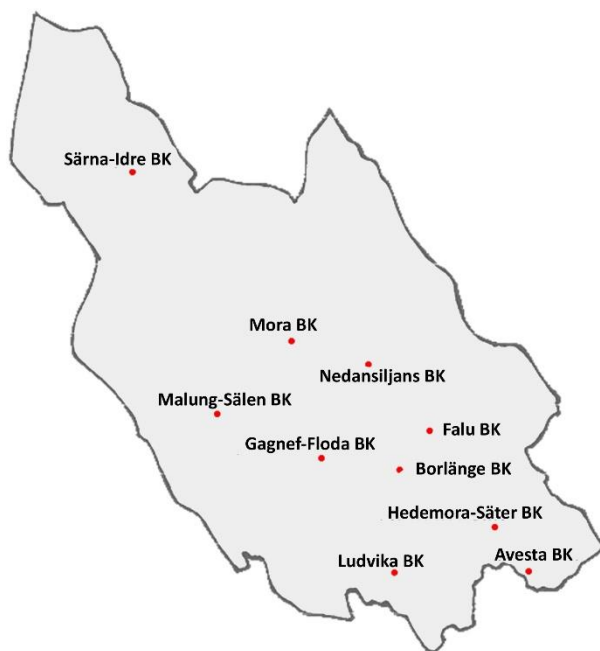 Särna-Idre BK
Mora BK
Nedansiljans BK
Malung-Sälen BK
Falu BK
Gagnef-Floda BK
Borlänge BK
Hedemora-Säter BK
Avesta BK
Ludvika BK